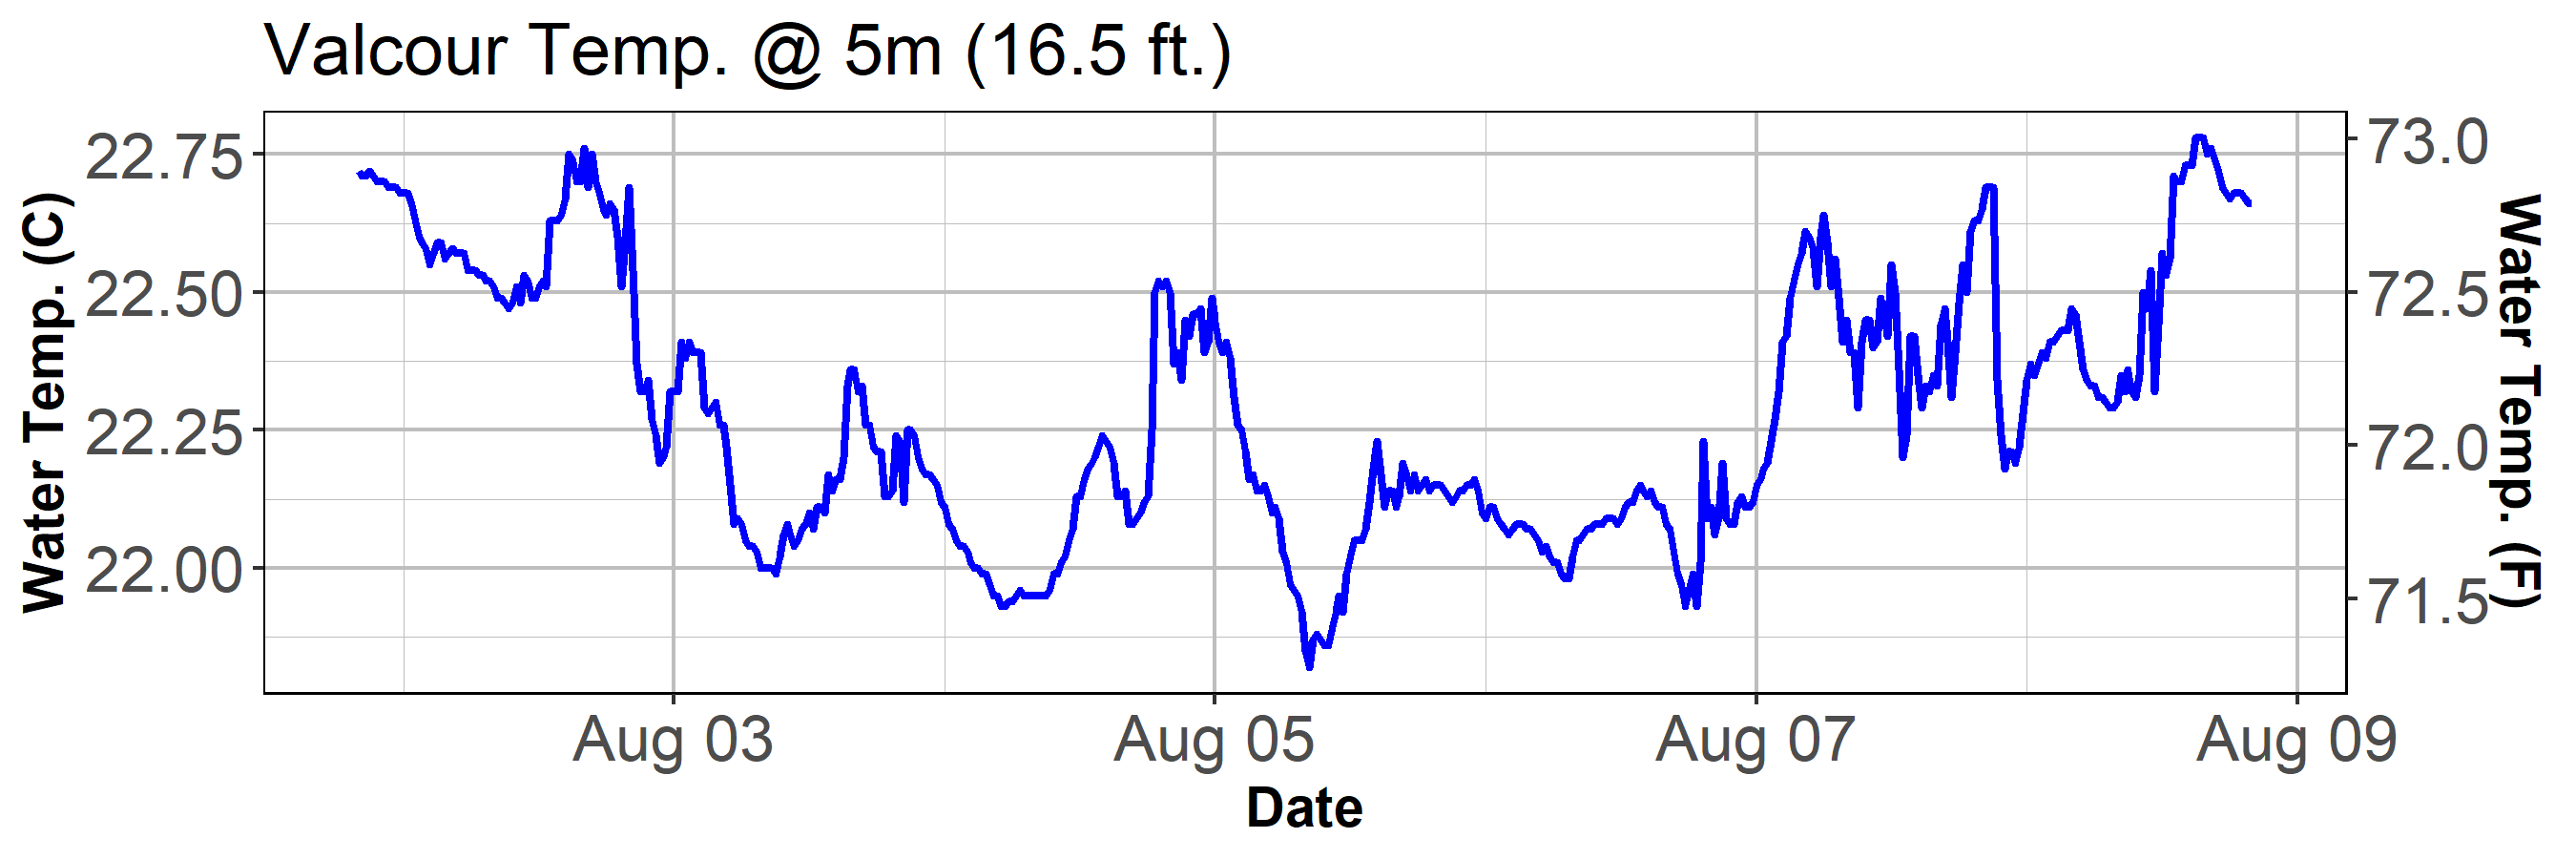 Valcour Temp. @ 5m (16.5 ft.)
Water Temp. (C)
22.75
22.50
22.25
22.00
73.0
72.5
72.0
71.5
Water Temp. (F)
Aug 03
Aug 05
Aug 07
Aug 09
Date